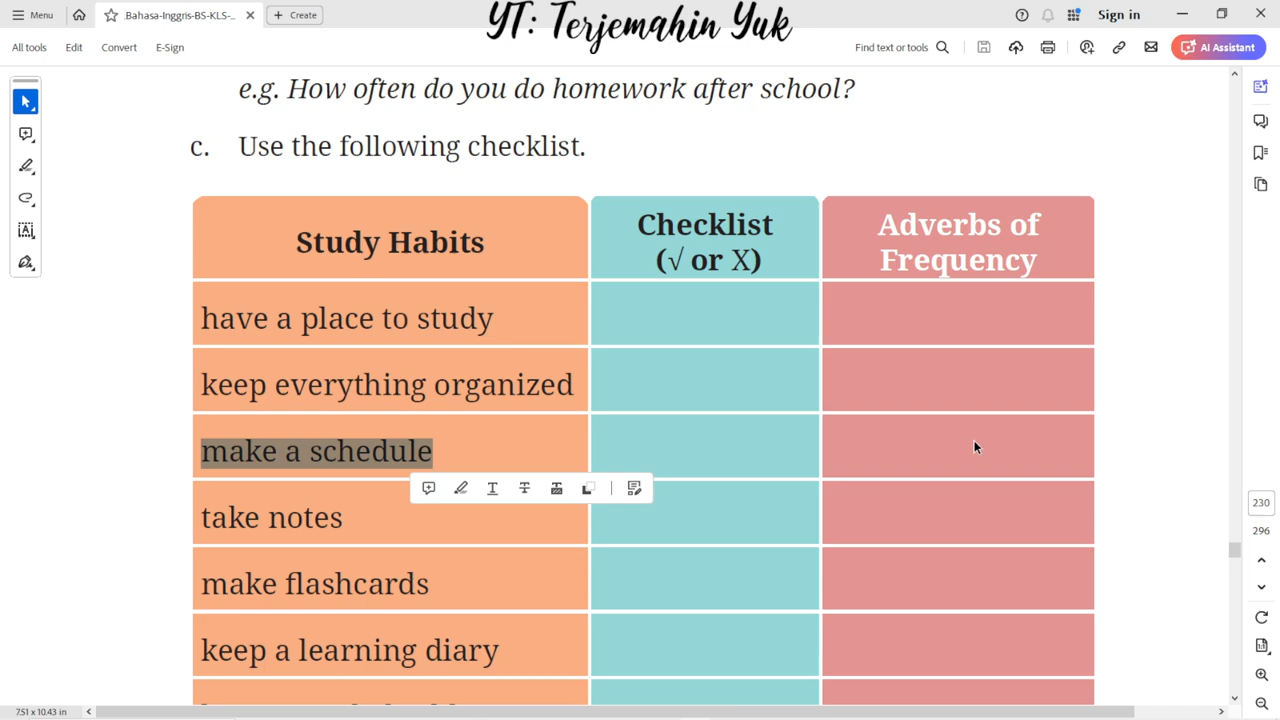 Menu
Bahasa-Inggris-BS-KLS-...
Create
YT: Terjemahin Yuk
Sign in
All tools
Edit
Convert
E-Sign
Find text or tools
AI Assistant
e.g. How often do you do homework after school?
c. Use the following checklist.
Study Habits
Checklist
(√ or X)
Adverbs of
Frequency
have a place to study
keep everything organized
make a schedule
take notes
make flashcards
keep a learning diary
230
296
7.51 x 10.43 in